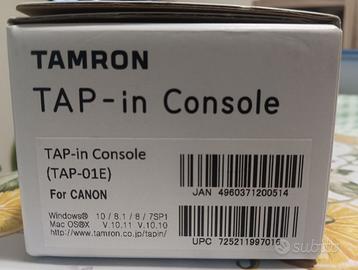 TAMRON
TAP-in Console
TAP-in Console
(TAP-01E)
For CANON
Windows® 10 / 8.1 / 8 / 7SP1
Mac OS®X V.10.11 V.10.10
http://www.tamron.co.jp/tapin/
JAN 4960371200514
UPC 725211997016
subito